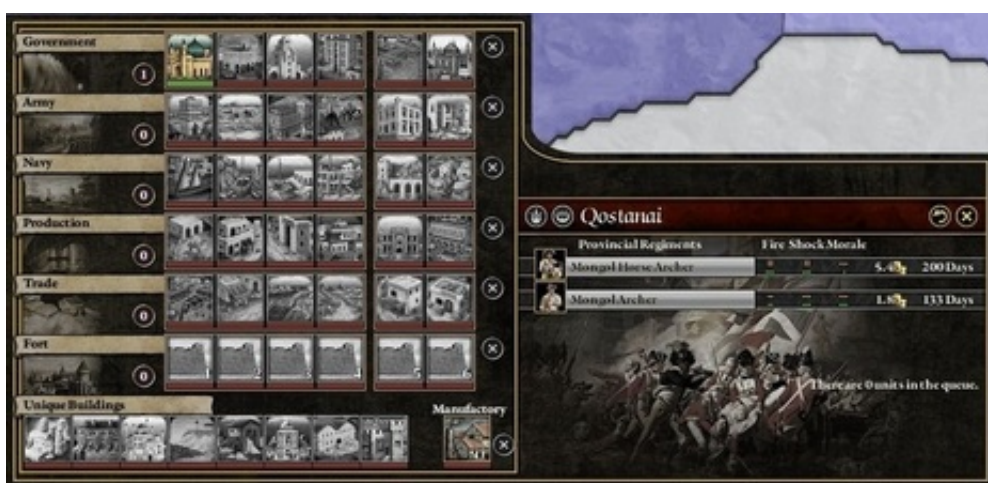 Government
1
Army
0
Navy
0
Production
0
Trade
0
Fort
0
Unique Buildings
Manufactory
Qostanai
Provincial Regiments Fire Shock Morale
Mongol Horse Archer 200 Days
Mongol Archer 133 Days
There are 0 units in the queue.